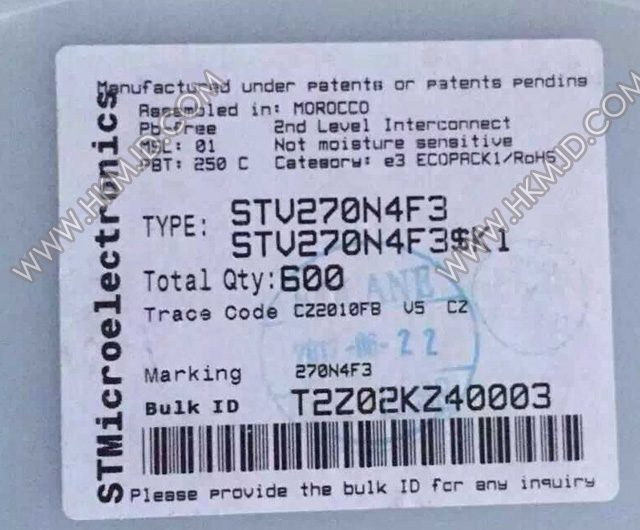 STMicroelectronics
Manufactured under patents or patents pending
Assembled in: MOROCCO
Pb Free 2nd Level Interconnect
MSL: 01 Not moisture sensitive
PBT: 250 C Category: e3 ECOPACK1/RoHS
TYPE: STV270N4F3
STV270N4F3$K1
Total Qty: 600
Trace Code CZ2010FB V5 CZ
22
Marking 270N4F3
Bulk ID T2Z02KZ40003
Please provide the bulk ID for any inquiry
WWW.HKMJD.COM
WWW.HKMJD.COM